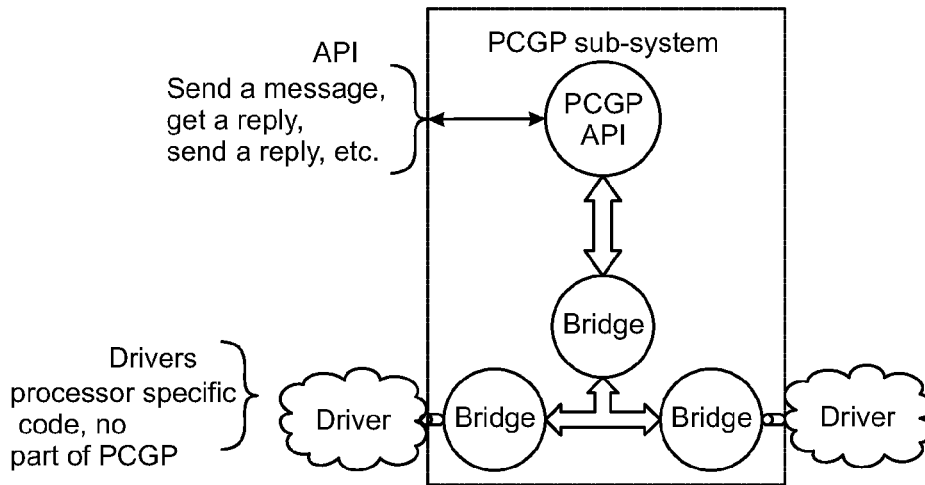 PCGP sub-system
API
Send a message,
get a reply,
send a reply, etc.
PCGP
API
Bridge
Drivers
processor specific
code, no
part of PCGP
Driver
Bridge
Bridge
Driver